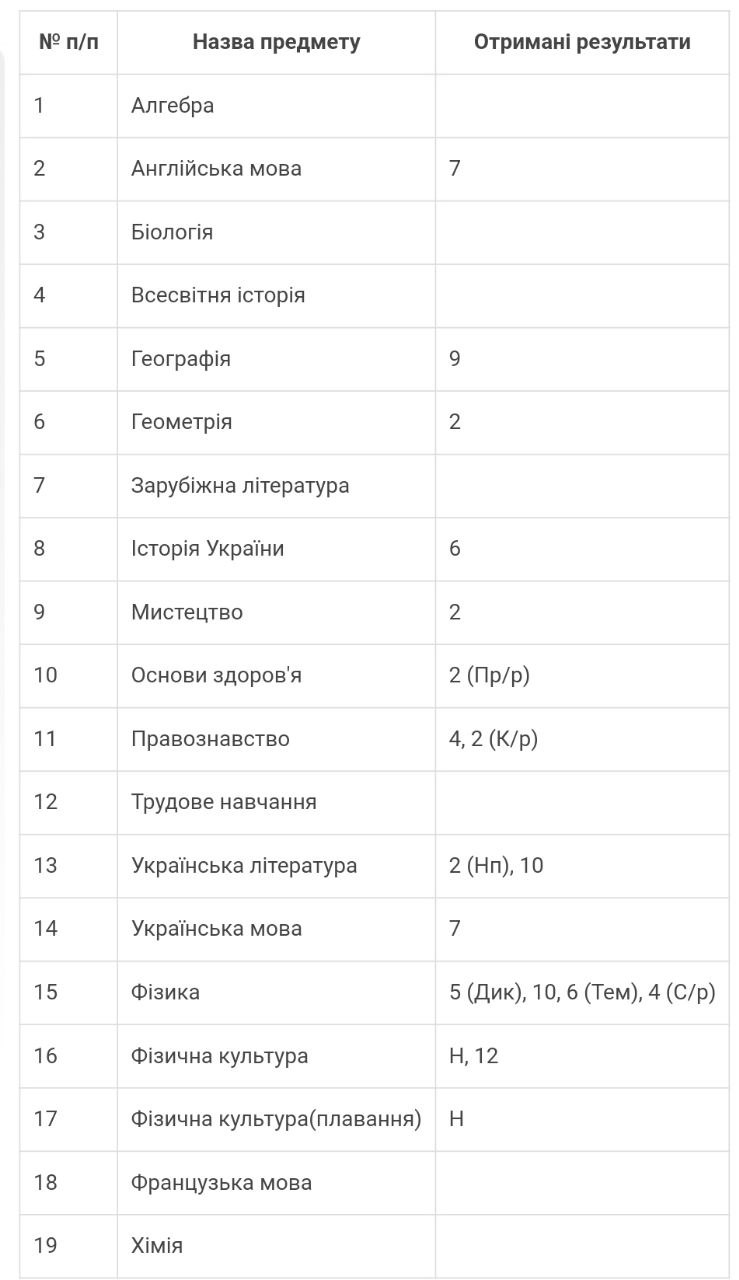 № п/п Назва предмету Отримані результати
1 Алгебра
2 Англійська мова 7
3 Біологія
4 Всесвітня історія
5 Географія 9
6 Геометрія 2
7 Зарубіжна література
8 Історія України 6
9 Мистецтво 2
10 Основи здоров'я 2 (Пр/р)
11 Правознавство 4, 2 (К/р)
12 Трудове навчання
13 Українська література 2 (Нп), 10
14 Українська мова 7
15 Фізика 5 (Дик), 10, 6 (Тем), 4 (С/р)
16 Фізична культура Н, 12
17 Фізична культура(плавання) Н
18 Французька мова
19 Хімія